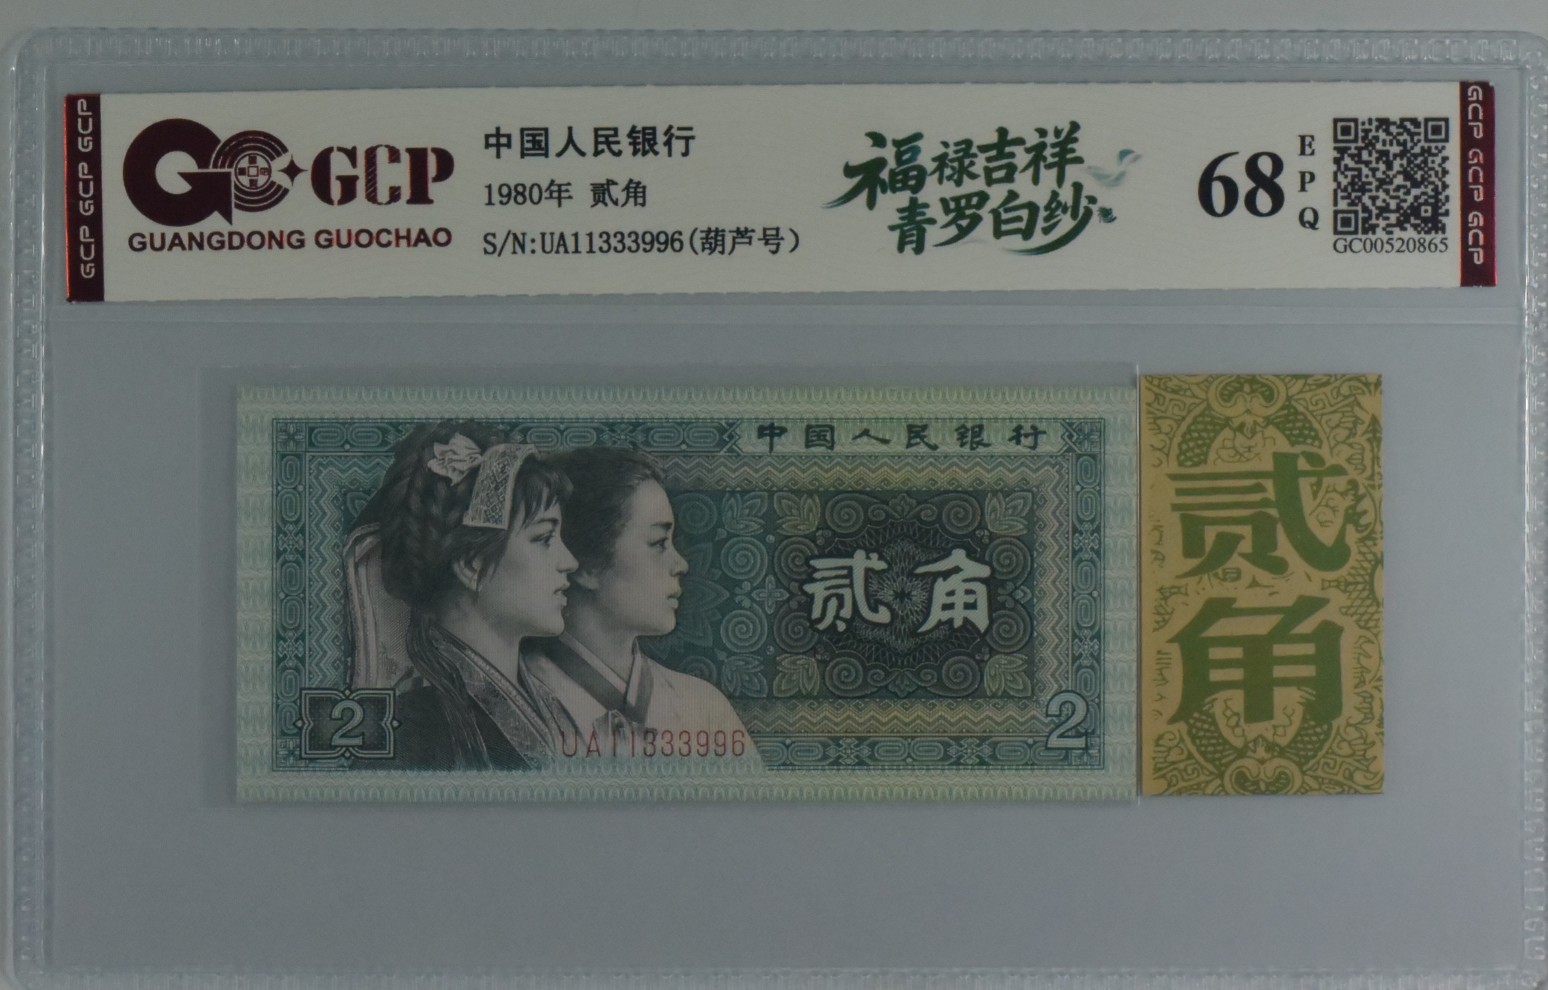 GCP GCP GCP
GCP
GUANGDONG GUOCHAO
中国人民银行
1980年 贰角
S/N:UA11333996(葫芦号)
福禄吉祥
青罗白纱
68
EPQ
GC00520865
GCP GCP GCP
中国人民银行
贰角
2
UA11333996
2
贰
角